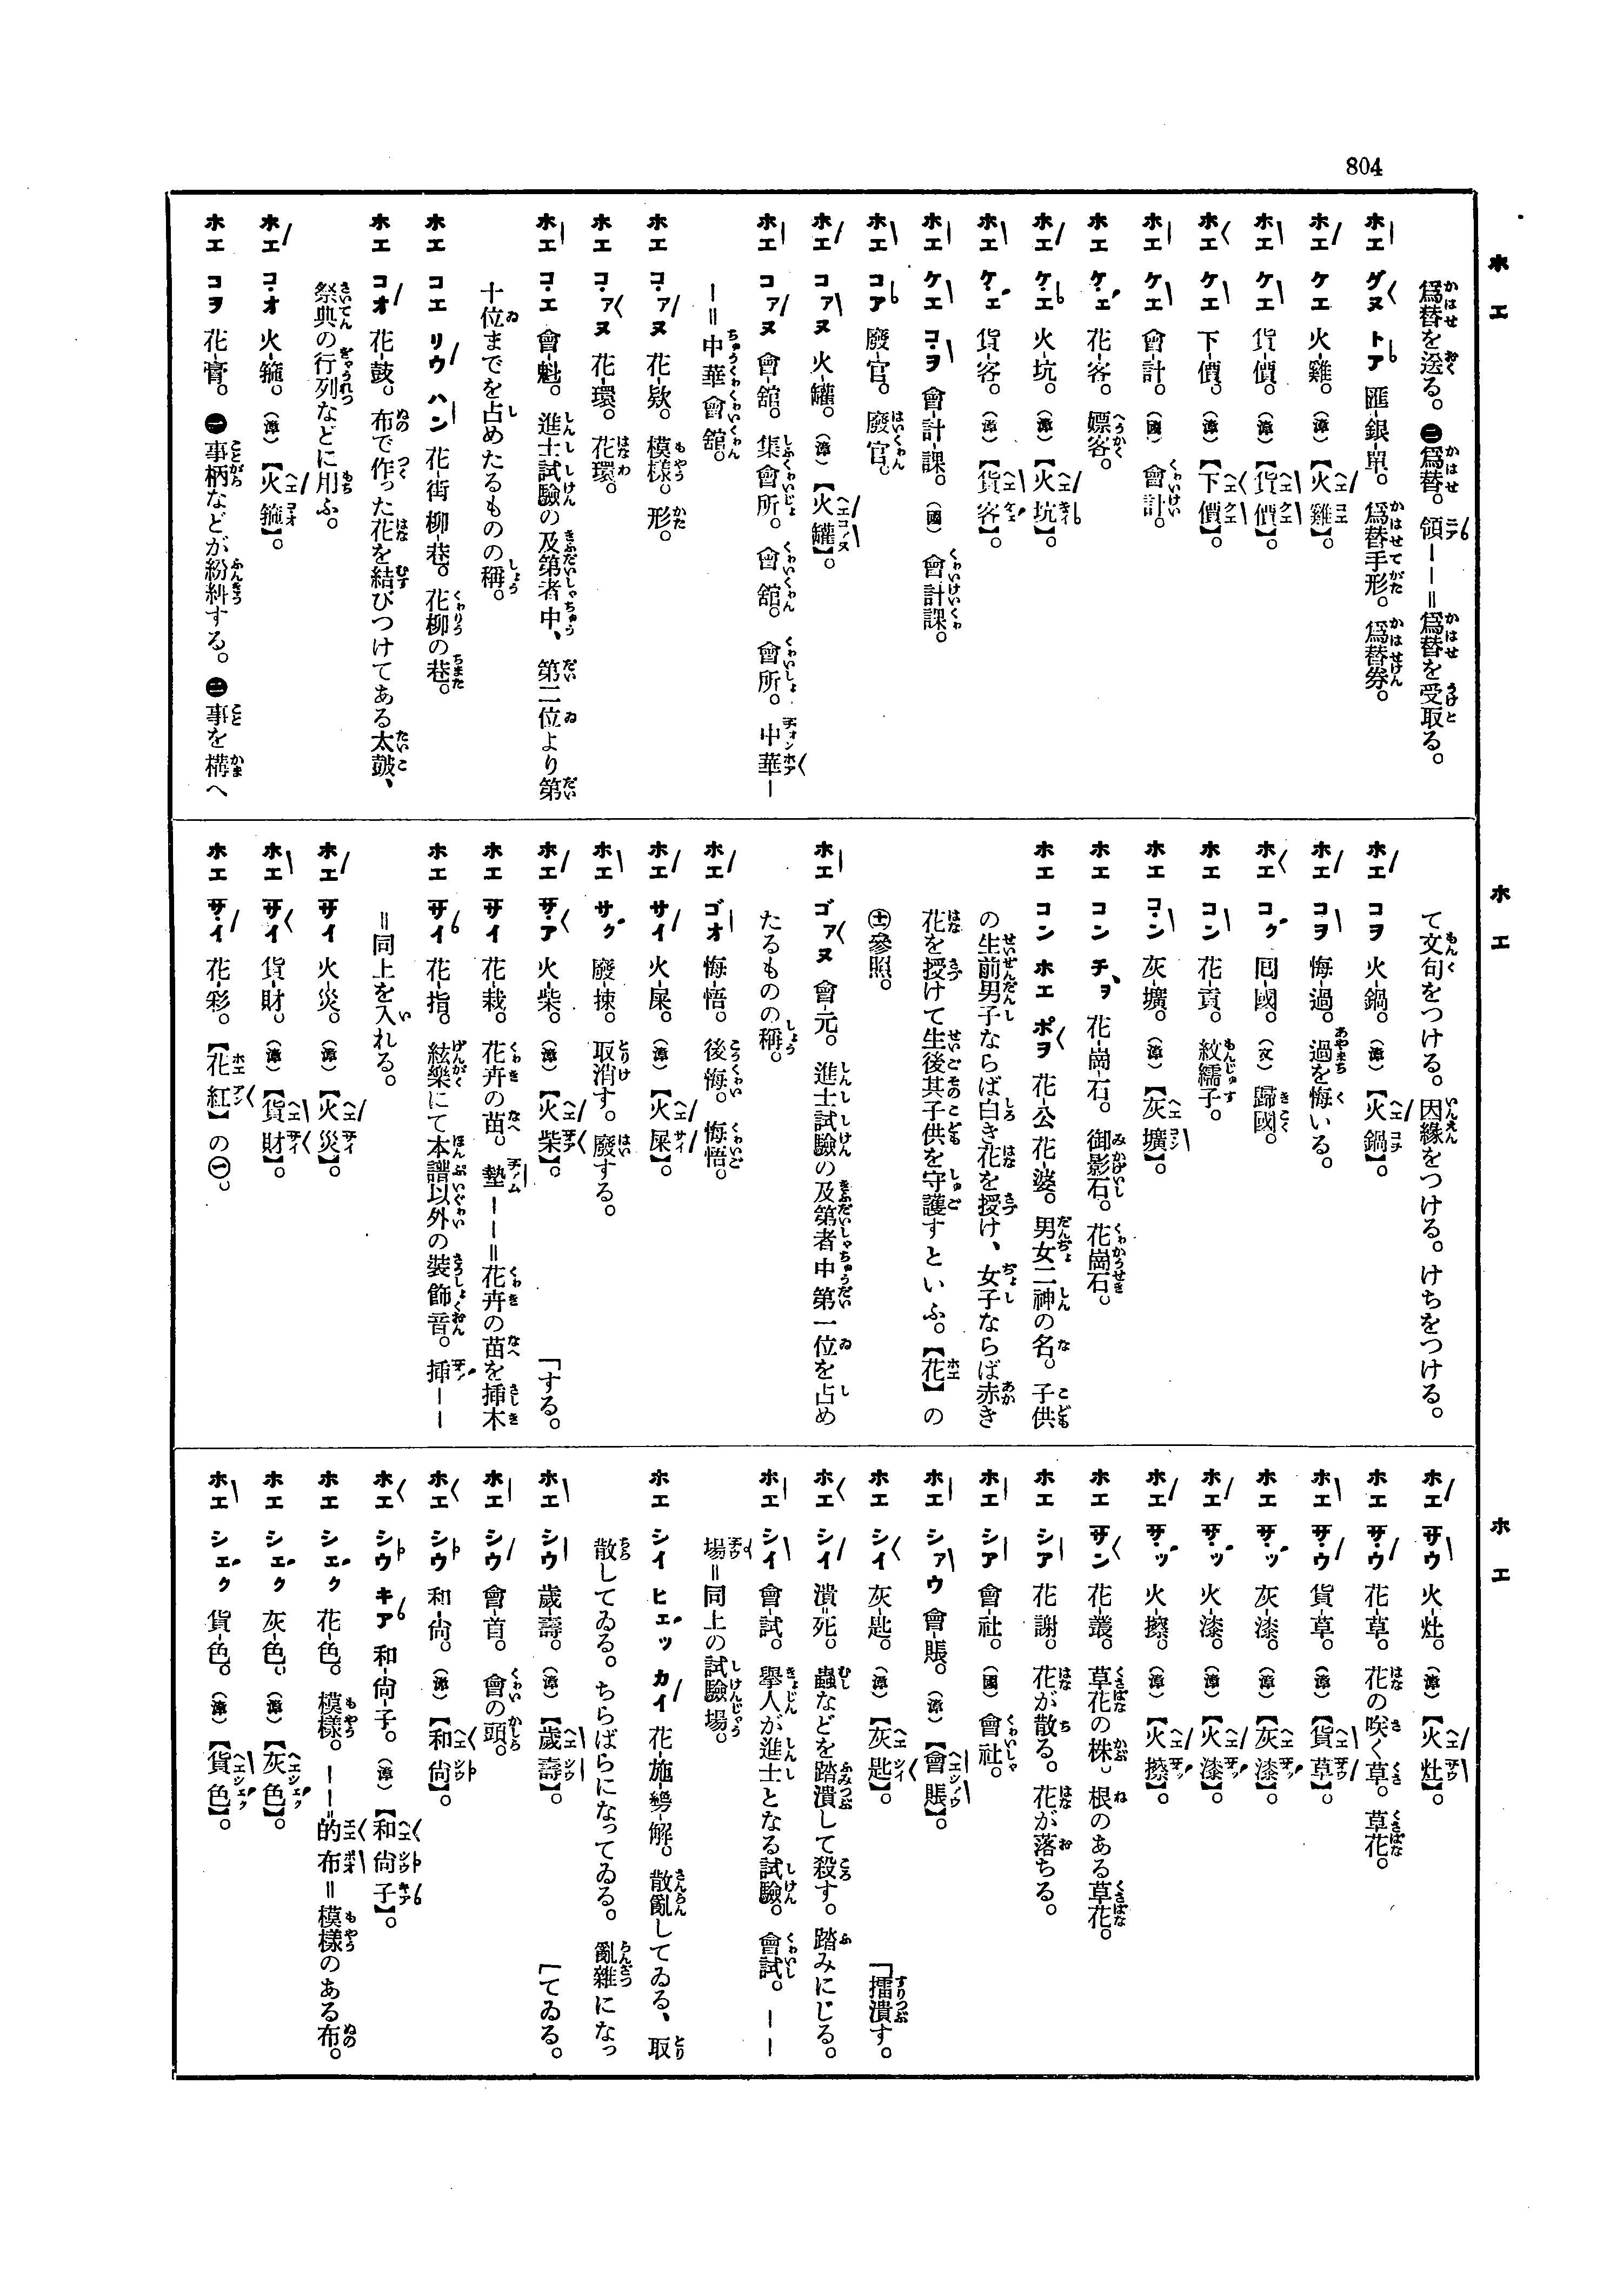 804
ホエ
爲替を送る。㊁爲替。領ーー＝爲替を受取る。
ホエ グヌ トア 匯-銀-單。爲替手形。爲替券。
ホエ ケエ 火-雞。（漳）【火雞】。
ホエ ケエ 貨-價。（漳）【貨價】。
ホエ ケエ 下-價。（漳）【下價】。
ホエ ケエ 會-計。（國）會計。
ホエ ケ・エ 花-客。嫖客。
ホエ ケ・エ 火-坑。（漳）【火坑】。
ホエ ケ・エ 貨-客。（漳）【貨客】。
ホエ ケエ コ・ヲ 會-計-課。（國）會計課。
ホエ コア 廢-官。廢官。
ホエ コァヌ 火-罐。（漳）【火罐】。
ホエ コァヌ 會-舘。集會所。會舘。會所。中華ー
ー＝中華會舘。
ホエ コ・ァヌ 花-欵。模樣。形。
ホエ コ・ァヌ 花-環。花環。
ホエ コ・エ 會-魁。進士試驗の及第者中、第二位より第
十位までを占めたるものの稱。
ホエ コエ リウ ハン 花-街 柳-巷。花柳の巷。
ホエ コオ 花-鼓。布で作った花を結びつけてある太皷、
祭典の行列などに用ふ。
ホエ コ・オ 火-箍。（漳）【火箍】。
ホエ コヲ 花-膏。㊀事柄などが紛糾する。㊁事を構へ
ホエ
て文句をつける。因緣をつける。けちをつける。
ホエ コヲ 火-鍋。（漳）【火鍋】。
ホエ コヲ 悔-過。過を悔いる。
ホエ コ・ク 囘-國。（文）歸國。
ホエ コン 花-貢。紋繻子。
ホエ コ・ン 灰-壙。（漳）【灰壙】。
ホエ コン チ・ヲ 花-崗-石。御影石。花崗石。
ホエ コン ホエ ポヲ 花-公 花-婆。男女二神の名。子供
の生前男子ならば白き花を授け、女子ならば赤き
花を授けて生後其子供を守護すといふ。【花】の
㊉參照。
ホエ ゴァヌ 會-元。進士試驗の及第者中第一位を占め
たるものの稱。
ホエ ゴオ 悔-悟。後悔。悔悟。
ホエ サイ 火-屎。（漳）【火屎】。
ホエ サ・ク 廢-捒。取消す。廢する。
ホエ サ・ア 火-柴。（漳）【火柴】。「する。
ホエ サイ 花-栽。花卉の苗。塾ーー＝花卉の苗を挿木
ホエ サ・イ 花-指。絃樂にて本譜以外の裝飾音。挿ーー
＝同上を入れる。
ホエ サイ 火-災。（漳）【火災】。
ホエ サ・イ 貨-財。（漳）【貨財】。
ホエ サ・イ 花-彩。【花紅】の㊀。
ホエ
ホエ サウ 火-灶。（漳）【火灶】。
ホエ サ・ウ 花-草。花の咲く草。草花。
ホエ サ・ウ 貨-草。（漳）【貨草】。
ホエ サ・ッ 灰-漆。（漳）【灰漆】。
ホエ サ・ッ 火-漆。（漳）【火漆】。
ホエ サ・ッ 火-擦。（漳）【火擦】。
ホエ サン 花-叢。草花の株。根のある草花。
ホエ シア 花-謝。花が散る。花が落ちる。
ホエ シア 會-社。（國）會社。
ホエ シァウ 會-賬。（漳）【會賬】。
ホエ シイ 灰-匙。（漳）【灰匙】。「擂潰す。
ホエ シイ 潰-死。蟲などを踏潰して殺す。踏みにじる。
ホエ シイ 會-試。擧人が進士となる試驗。會試。ーー
場＝同上の試驗場。
ホエ シイ ヒェッ カイ 花-施-𠢕-解。散亂してゐる、取
散してゐる。ちらばらになってゐる。亂雜になっ
ホエ シウ 歲-壽。（漳）【歲壽】。「てゐる。
ホエ シウ 會-首。會の頭。
ホエ シウ 和-尙。（漳）【和尙】。
ホエ シウ キア 和-尙-子。（漳）【和尙子】。
ホエ シェ・ク 花-色。模樣。ーー的布＝模樣のある布。
ホエ シェ・ク 灰-色。（漳）【灰色】。
ホエ シェ・ク 貨-色。（漳）【貨色】。